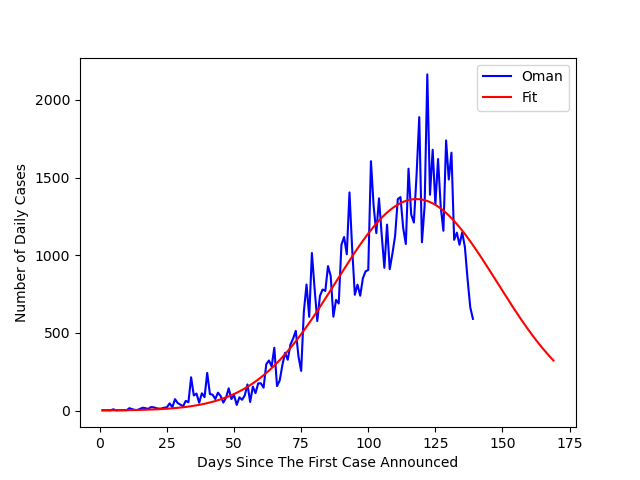 Oman
Fit
2000
1500
1000
500
0
Number of Daily Cases
0 25 50 75 100 125 150 175
Days Since The First Case Announced